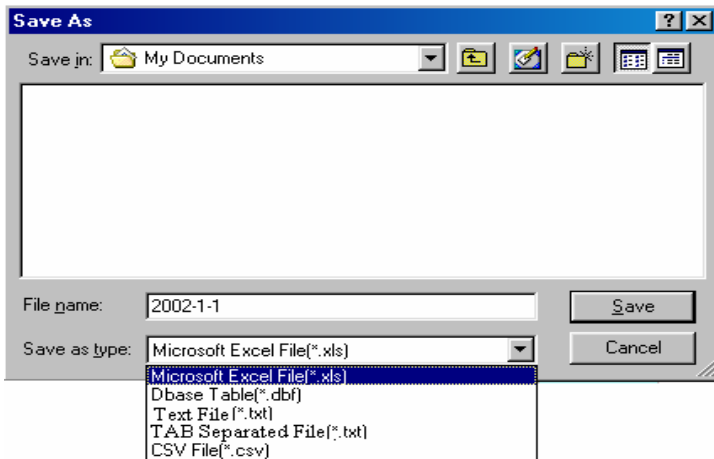 Save As
Save in: My Documents
File name: 2002-1-1 Save
Save as type: Microsoft Excel File(*.xls) Cancel
Microsoft Excel File(*.xls)
Dbase Table(*.dbf)
Text File(*.txt)
TAB Separated File(*.txt)
CSV File(*.csv)